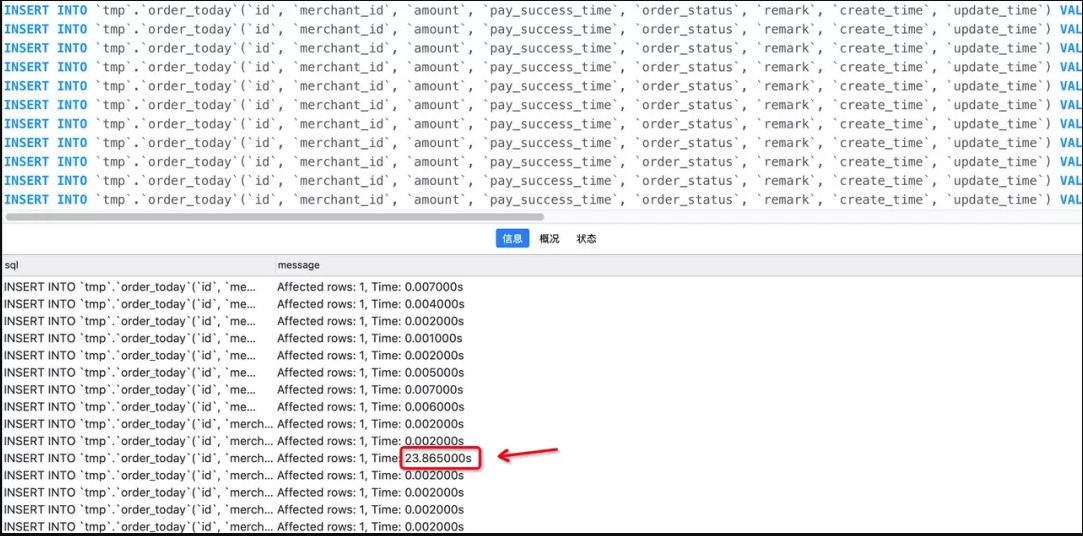 INSERT INTO `tmp`.`order_today`(`id`, `merchant_id`, `amount`, `pay_success_time`, `order_status`, `remark`, `create_time`, `update_time`) VAL
INSERT INTO `tmp`.`order_today`(`id`, `merchant_id`, `amount`, `pay_success_time`, `order_status`, `remark`, `create_time`, `update_time`) VAL
INSERT INTO `tmp`.`order_today`(`id`, `merchant_id`, `amount`, `pay_success_time`, `order_status`, `remark`, `create_time`, `update_time`) VAL
INSERT INTO `tmp`.`order_today`(`id`, `merchant_id`, `amount`, `pay_success_time`, `order_status`, `remark`, `create_time`, `update_time`) VAL
INSERT INTO `tmp`.`order_today`(`id`, `merchant_id`, `amount`, `pay_success_time`, `order_status`, `remark`, `create_time`, `update_time`) VAL
INSERT INTO `tmp`.`order_today`(`id`, `merchant_id`, `amount`, `pay_success_time`, `order_status`, `remark`, `create_time`, `update_time`) VAL
INSERT INTO `tmp`.`order_today`(`id`, `merchant_id`, `amount`, `pay_success_time`, `order_status`, `remark`, `create_time`, `update_time`) VAL
INSERT INTO `tmp`.`order_today`(`id`, `merchant_id`, `amount`, `pay_success_time`, `order_status`, `remark`, `create_time`, `update_time`) VAL
INSERT INTO `tmp`.`order_today`(`id`, `merchant_id`, `amount`, `pay_success_time`, `order_status`, `remark`, `create_time`, `update_time`) VAL
INSERT INTO `tmp`.`order_today`(`id`, `merchant_id`, `amount`, `pay_success_time`, `order_status`, `remark`, `create_time`, `update_time`) VAL
INSERT INTO `tmp`.`order_today`(`id`, `merchant_id`, `amount`, `pay_success_time`, `order_status`, `remark`, `create_time`, `update_time`) VAL
信息 概况 状态
sql message
INSERT INTO `tmp`.`order_today`(`id`, `me... Affected rows: 1, Time: 0.007000s
INSERT INTO `tmp`.`order_today`(`id`, `me... Affected rows: 1, Time: 0.004000s
INSERT INTO `tmp`.`order_today`(`id`, `me... Affected rows: 1, Time: 0.002000s
INSERT INTO `tmp`.`order_today`(`id`, `me... Affected rows: 1, Time: 0.001000s
INSERT INTO `tmp`.`order_today`(`id`, `me... Affected rows: 1, Time: 0.002000s
INSERT INTO `tmp`.`order_today`(`id`, `me... Affected rows: 1, Time: 0.005000s
INSERT INTO `tmp`.`order_today`(`id`, `me... Affected rows: 1, Time: 0.007000s
INSERT INTO `tmp`.`order_today`(`id`, `me... Affected rows: 1, Time: 0.006000s
INSERT INTO `tmp`.`order_today`(`id`, `merch... Affected rows: 1, Time: 0.002000s
INSERT INTO `tmp`.`order_today`(`id`, `merch... Affected rows: 1, Time: 0.002000s
INSERT INTO `tmp`.`order_today`(`id`, `merch... Affected rows: 1, Time: 23.865000s
INSERT INTO `tmp`.`order_today`(`id`, `merch... Affected rows: 1, Time: 0.002000s
INSERT INTO `tmp`.`order_today`(`id`, `merch... Affected rows: 1, Time: 0.002000s
INSERT INTO `tmp`.`order_today`(`id`, `merch... Affected rows: 1, Time: 0.002000s
INSERT INTO `tmp`.`order_today`(`id`, `merch... Affected rows: 1, Time: 0.002000s